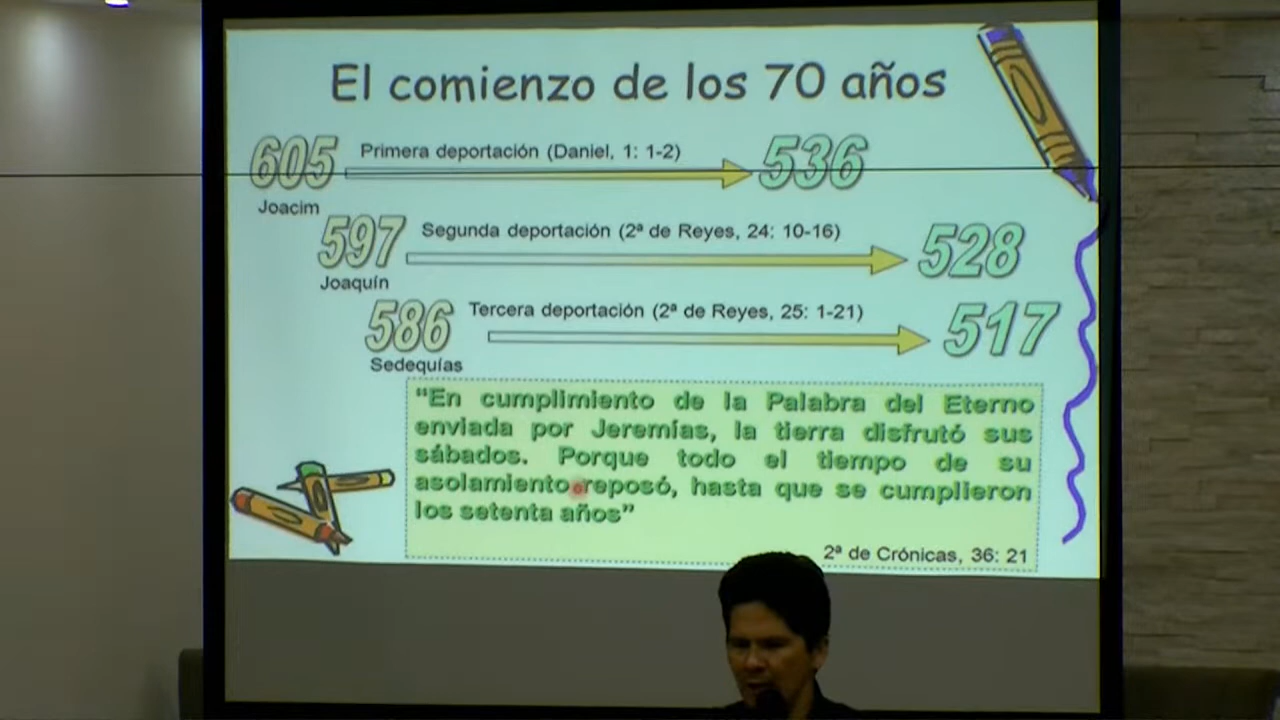 El comienzo de los 70 años
605 Primera deportación (Daniel, 1: 1-2) 536
Joacim
597 Segunda deportación (2ª de Reyes, 24: 10-16) 528
Joaquín
586 Tercera deportación (2ª de Reyes, 25: 1-21) 517
Sedequías
“En cumplimiento de la Palabra del Eterno
enviada por Jeremías, la tierra disfrutó sus
sábados. Porque todo el tiempo de su
asolamiento reposó, hasta que se cumplieron
los setenta años”
2ª de Crónicas, 36: 21